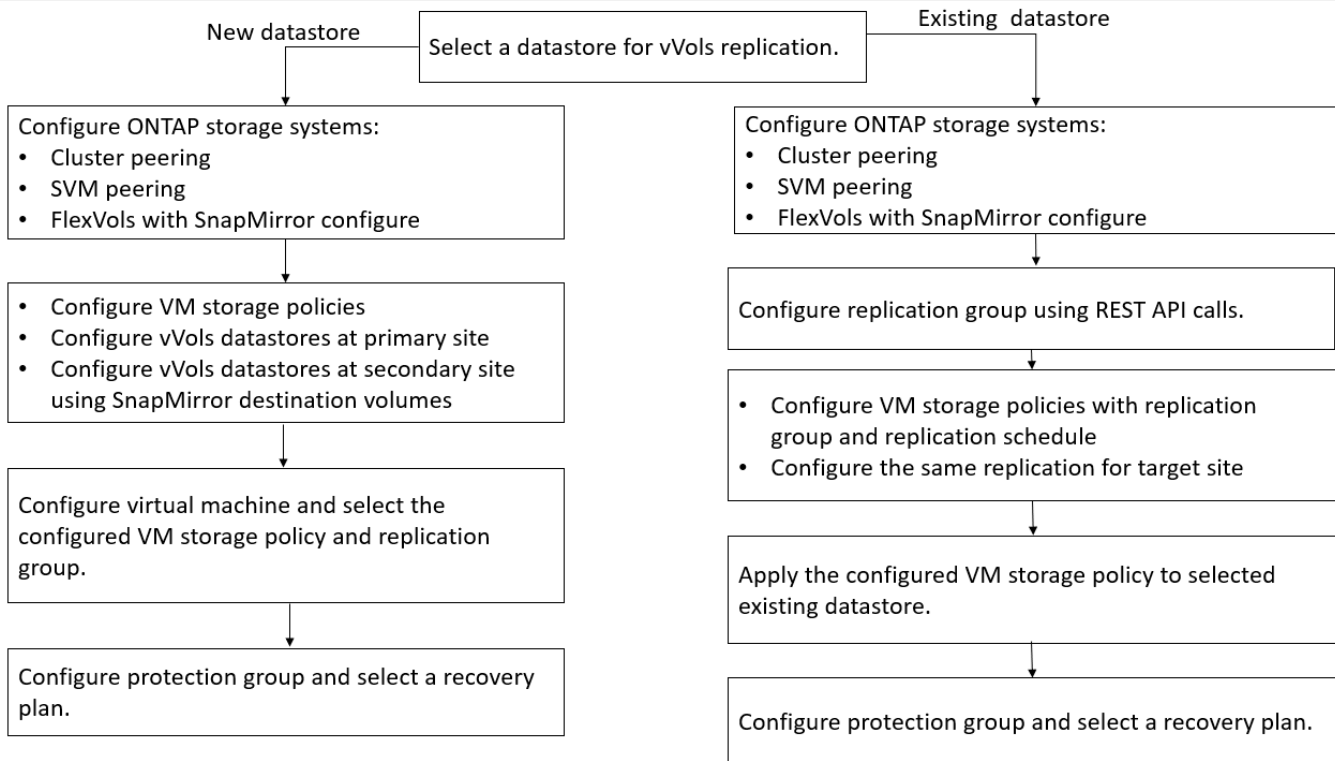 New datastore
Select a datastore for vVols replication.
Existing datastore
Configure ONTAP storage systems:
• Cluster peering
• SVM peering
• FlexVols with SnapMirror configure
• Configure VM storage policies
• Configure vVols datastores at primary site
• Configure vVols datastores at secondary site
using SnapMirror destination volumes
Configure virtual machine and select the
configured VM storage policy and replication
group.
Configure protection group and select a recovery
plan.
Configure ONTAP storage systems:
• Cluster peering
• SVM peering
• FlexVols with SnapMirror configure
Configure replication group using REST API calls.
• Configure VM storage policies with replication
group and replication schedule
• Configure the same replication for target site
Apply the configured VM storage policy to selected
existing datastore.
Configure protection group and select a recovery plan.